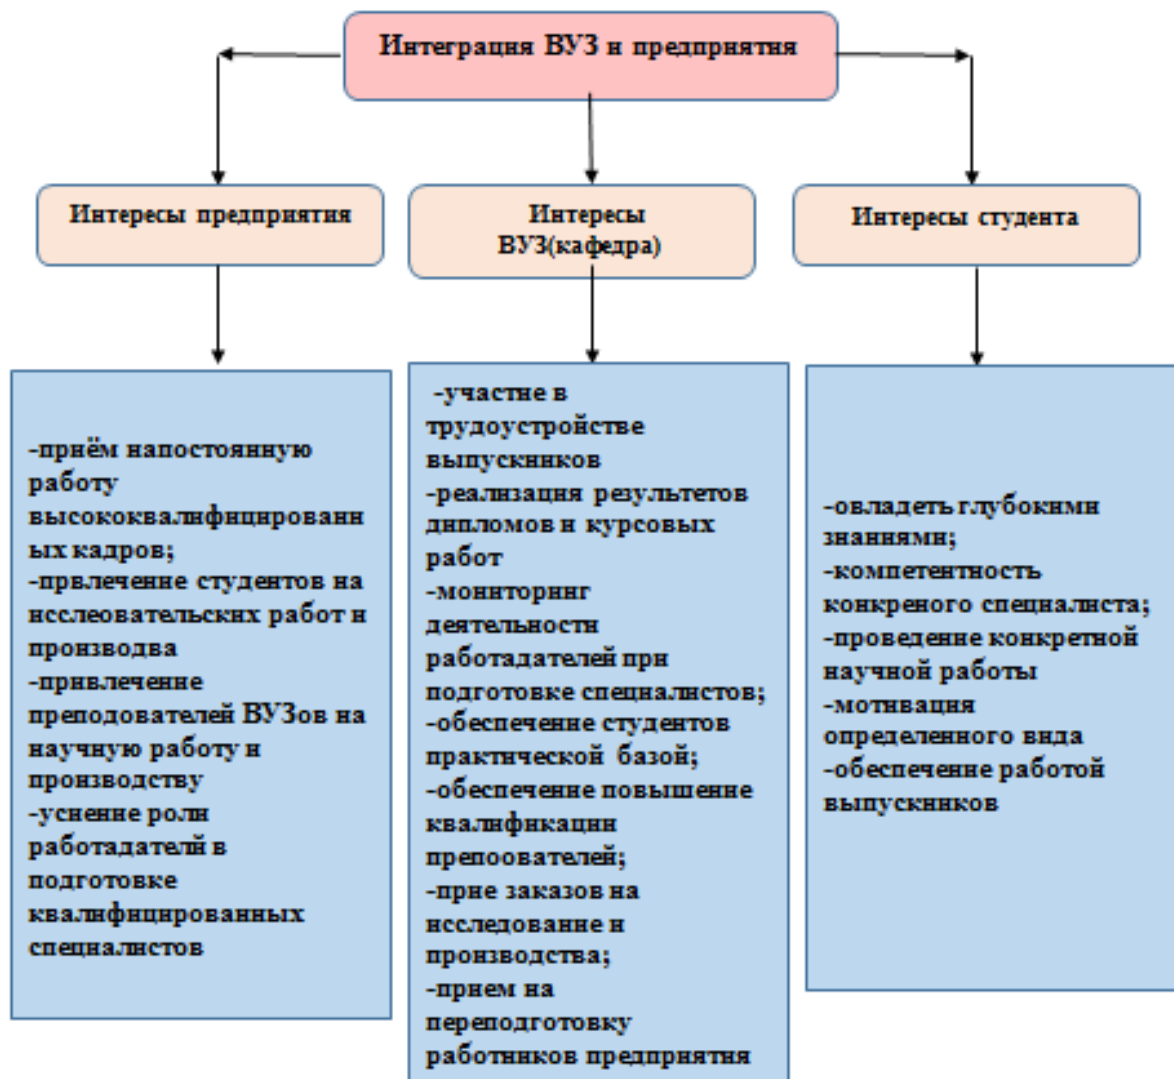 Интеграция ВУЗ и предприятия
Интересы предприятия
Интересы
ВУЗ(кафедра)
Интересы студента
-приём напостоянную
работу
высококвалифицированн
ых кадров;
-првлечение студентов на
исслеовательских работ и
производва
-привлечение
преподователей ВУЗов на
научную работу и
производству
-усиение роли
работадателй в
подготовке
квалифицированных
специалистов
-участие в
трудоустройстве
выпускников
-реализация результетов
дипломов и курсовых
работ
-мониторинг
деятельности
работадателей при
подготовке специалистов;
-обеспечение студентов
практической базой;
-обеспечение повышение
квалификации
препоователей;
-прие заказов на
исследование и
производства;
-прием на
переподготовку
работников предприятия
-овладеть глубокими
знаниями;
-компетентность
конкреного специалиста;
-проведение конкретной
научной работы
-мотивация
определенного вида
-обеспечение работой
выпускников